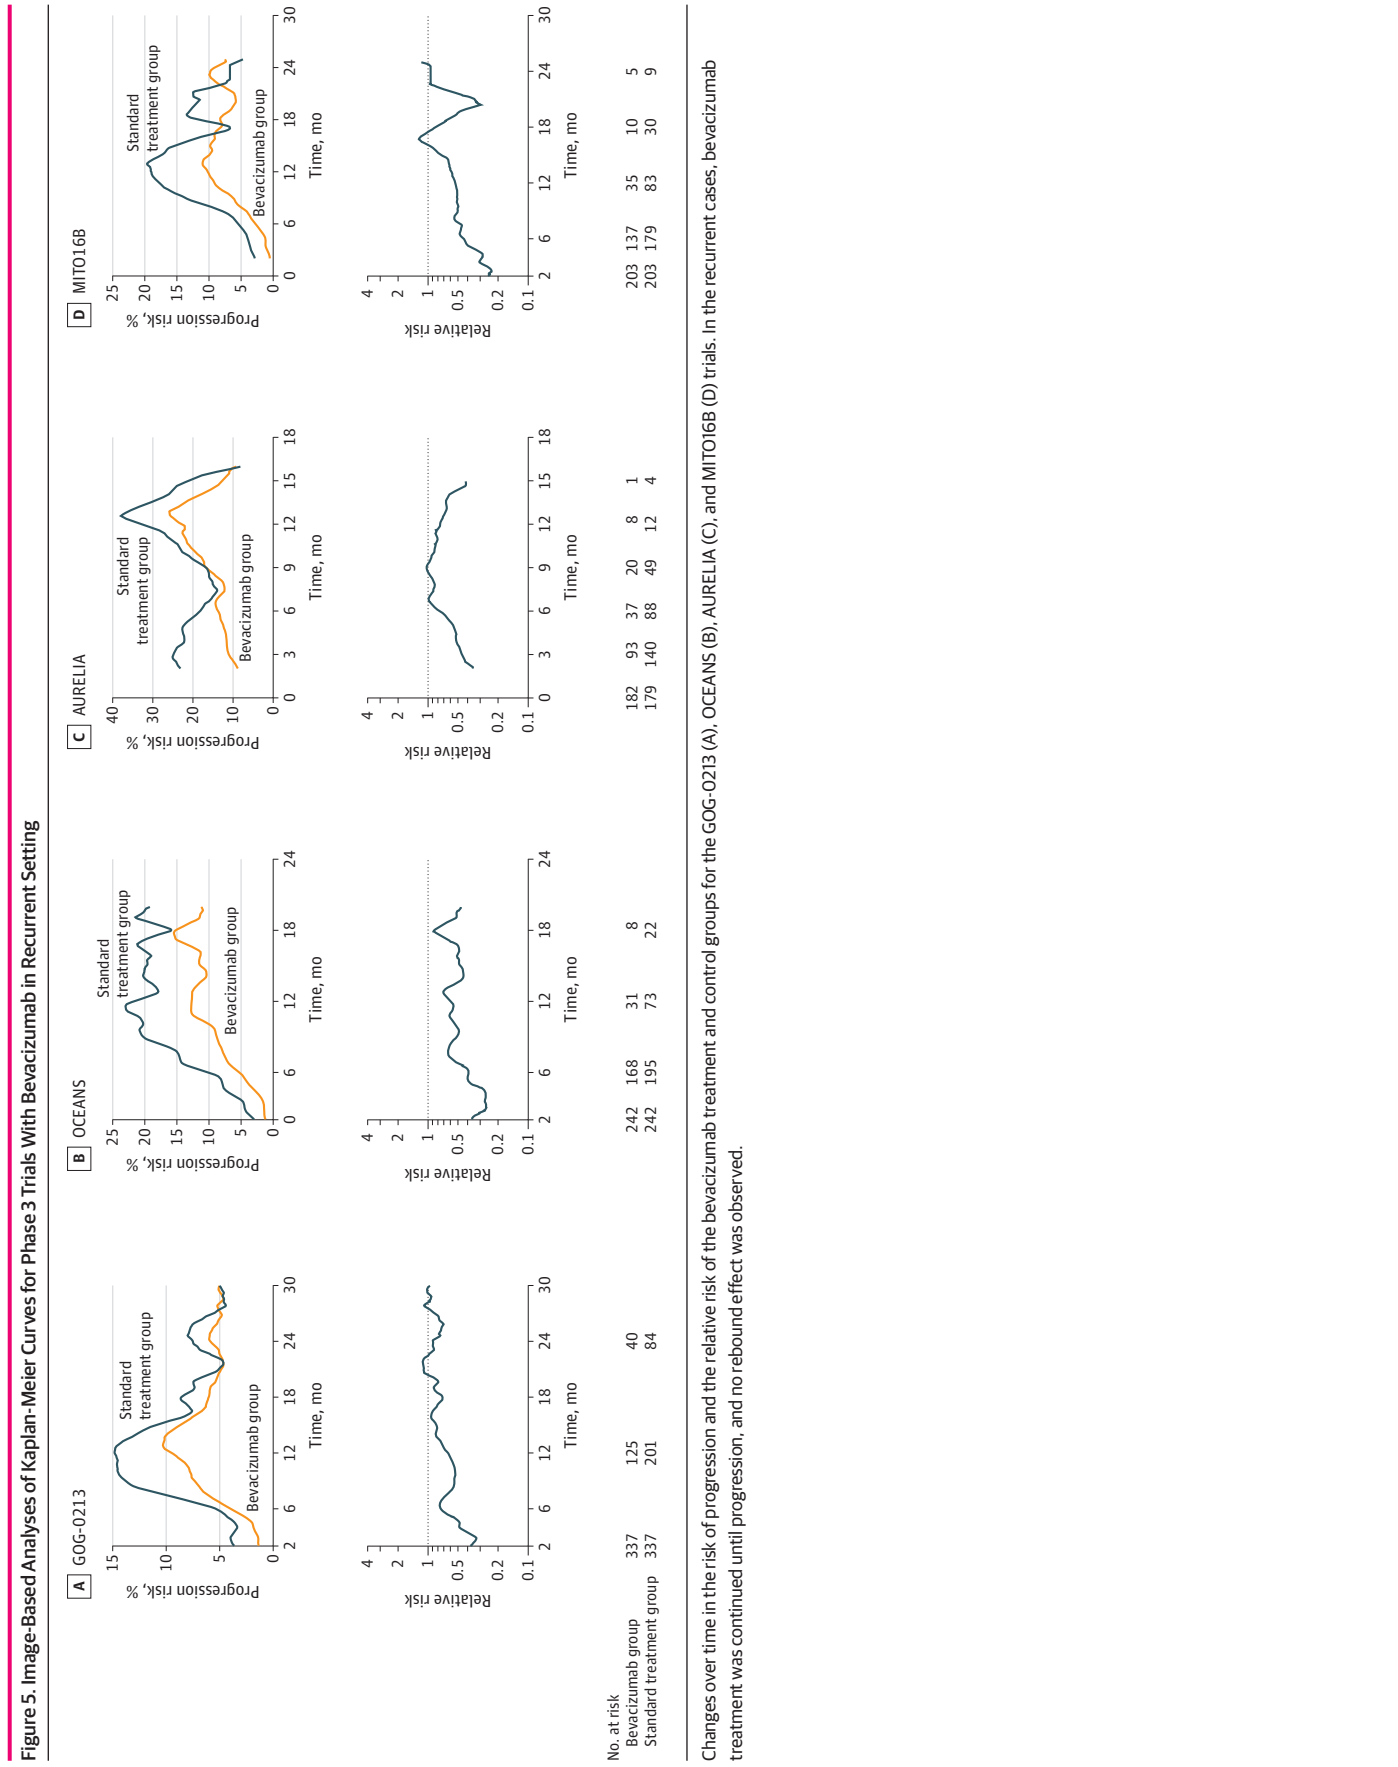 Figure 5. Image-Based Analyses of Kaplan-Meier Curves for Phase 3 Trials With Bevacizumab in Recurrent Setting
A GOG-0213
15
10
5
0
Progression risk, %
Standard
treatment group
Bevacizumab group
2 6 12 18 24 30
Time, mo
4
2
1
0.5
0.2
0.1
Relative risk
2 6 12 18 24 30
Time, mo
B OCEANS
25
20
15
10
5
0
Progression risk, %
Standard
treatment group
Bevacizumab group
0 6 12 18 24
Time, mo
4
2
1
0.5
0.2
0.1
Relative risk
2 6 12 18 24
Time, mo
C AURELIA
40
30
20
10
0
Progression risk, %
Standard
treatment group
Bevacizumab group
0 3 6 9 12 15 18
Time, mo
4
2
1
0.5
0.2
0.1
Relative risk
0 3 6 9 12 15 18
Time, mo
D MITO16B
25
20
15
10
5
0
Progression risk, %
Standard
treatment group
Bevacizumab group
0 6 12 18 24 30
Time, mo
4
2
1
0.5
0.2
0.1
Relative risk
2 6 12 18 24 30
Time, mo
No. at risk
Bevacizumab group 337 125 40 242 168 31 8 182 93 37 20 8 1 203 137 35 10 5
Standard treatment group 337 201 84 242 195 73 22 179 140 88 49 12 4 203 179 83 30 9
Changes over time in the risk of progression and the relative risk of the bevacizumab treatment and control groups for the GOG-0213 (A), OCEANS (B), AURELIA (C), and MITO16B (D) trials. In the recurrent cases, bevacizumab
treatment was continued until progression, and no rebound effect was observed.